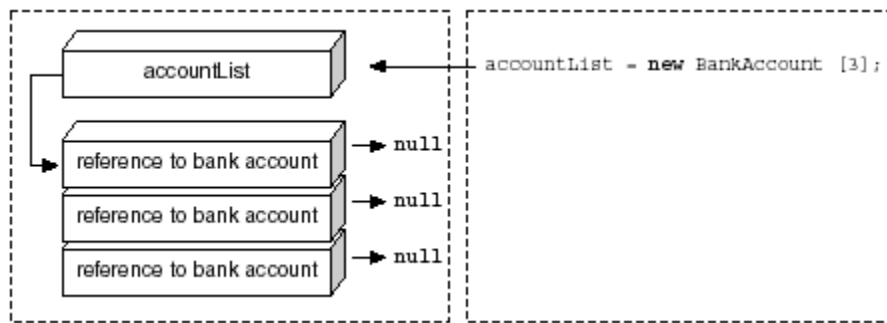 accountList
accountList = new BankAccount [3];
reference to bank account
null
reference to bank account
null
reference to bank account
null